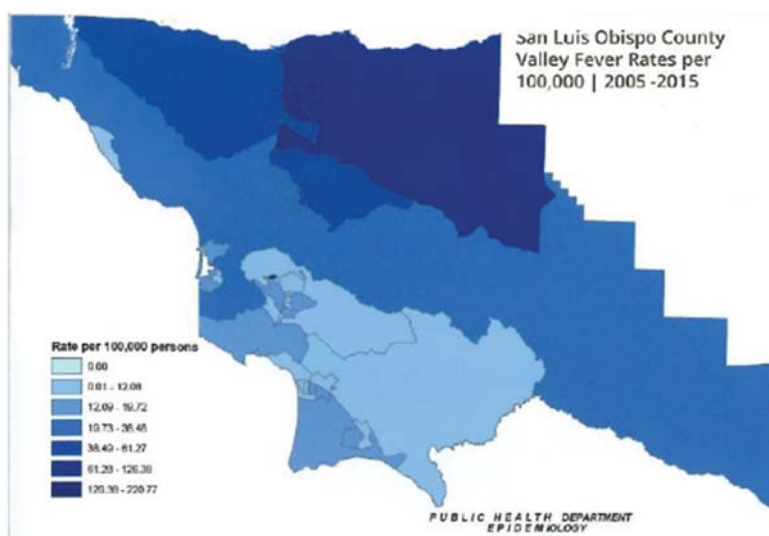 San Luis Obispo County
Valley Fever Rates per
100,000 | 2005 -2015
Rate per 100,000 persons
0.00
0.01 - 12.08
12.09 - 19.72
19.73 - 36.48
38.49 - 61.27
61.28 - 126.38
126.39 - 220.77
PUBLIC HEALTH DEPARTMENT
EPIDEMIOLOGY